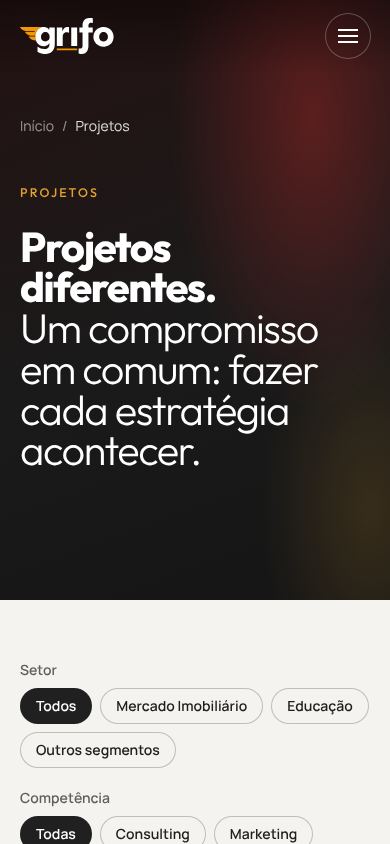 grifo
Início / Projetos
PROJETOS
Projetos
diferentes.
Um compromisso
em comum: fazer
cada estratégia
acontecer.
Setor
Todos Mercado Imobiliário Educação
Outros segmentos
Competência
Todas Consulting Marketing